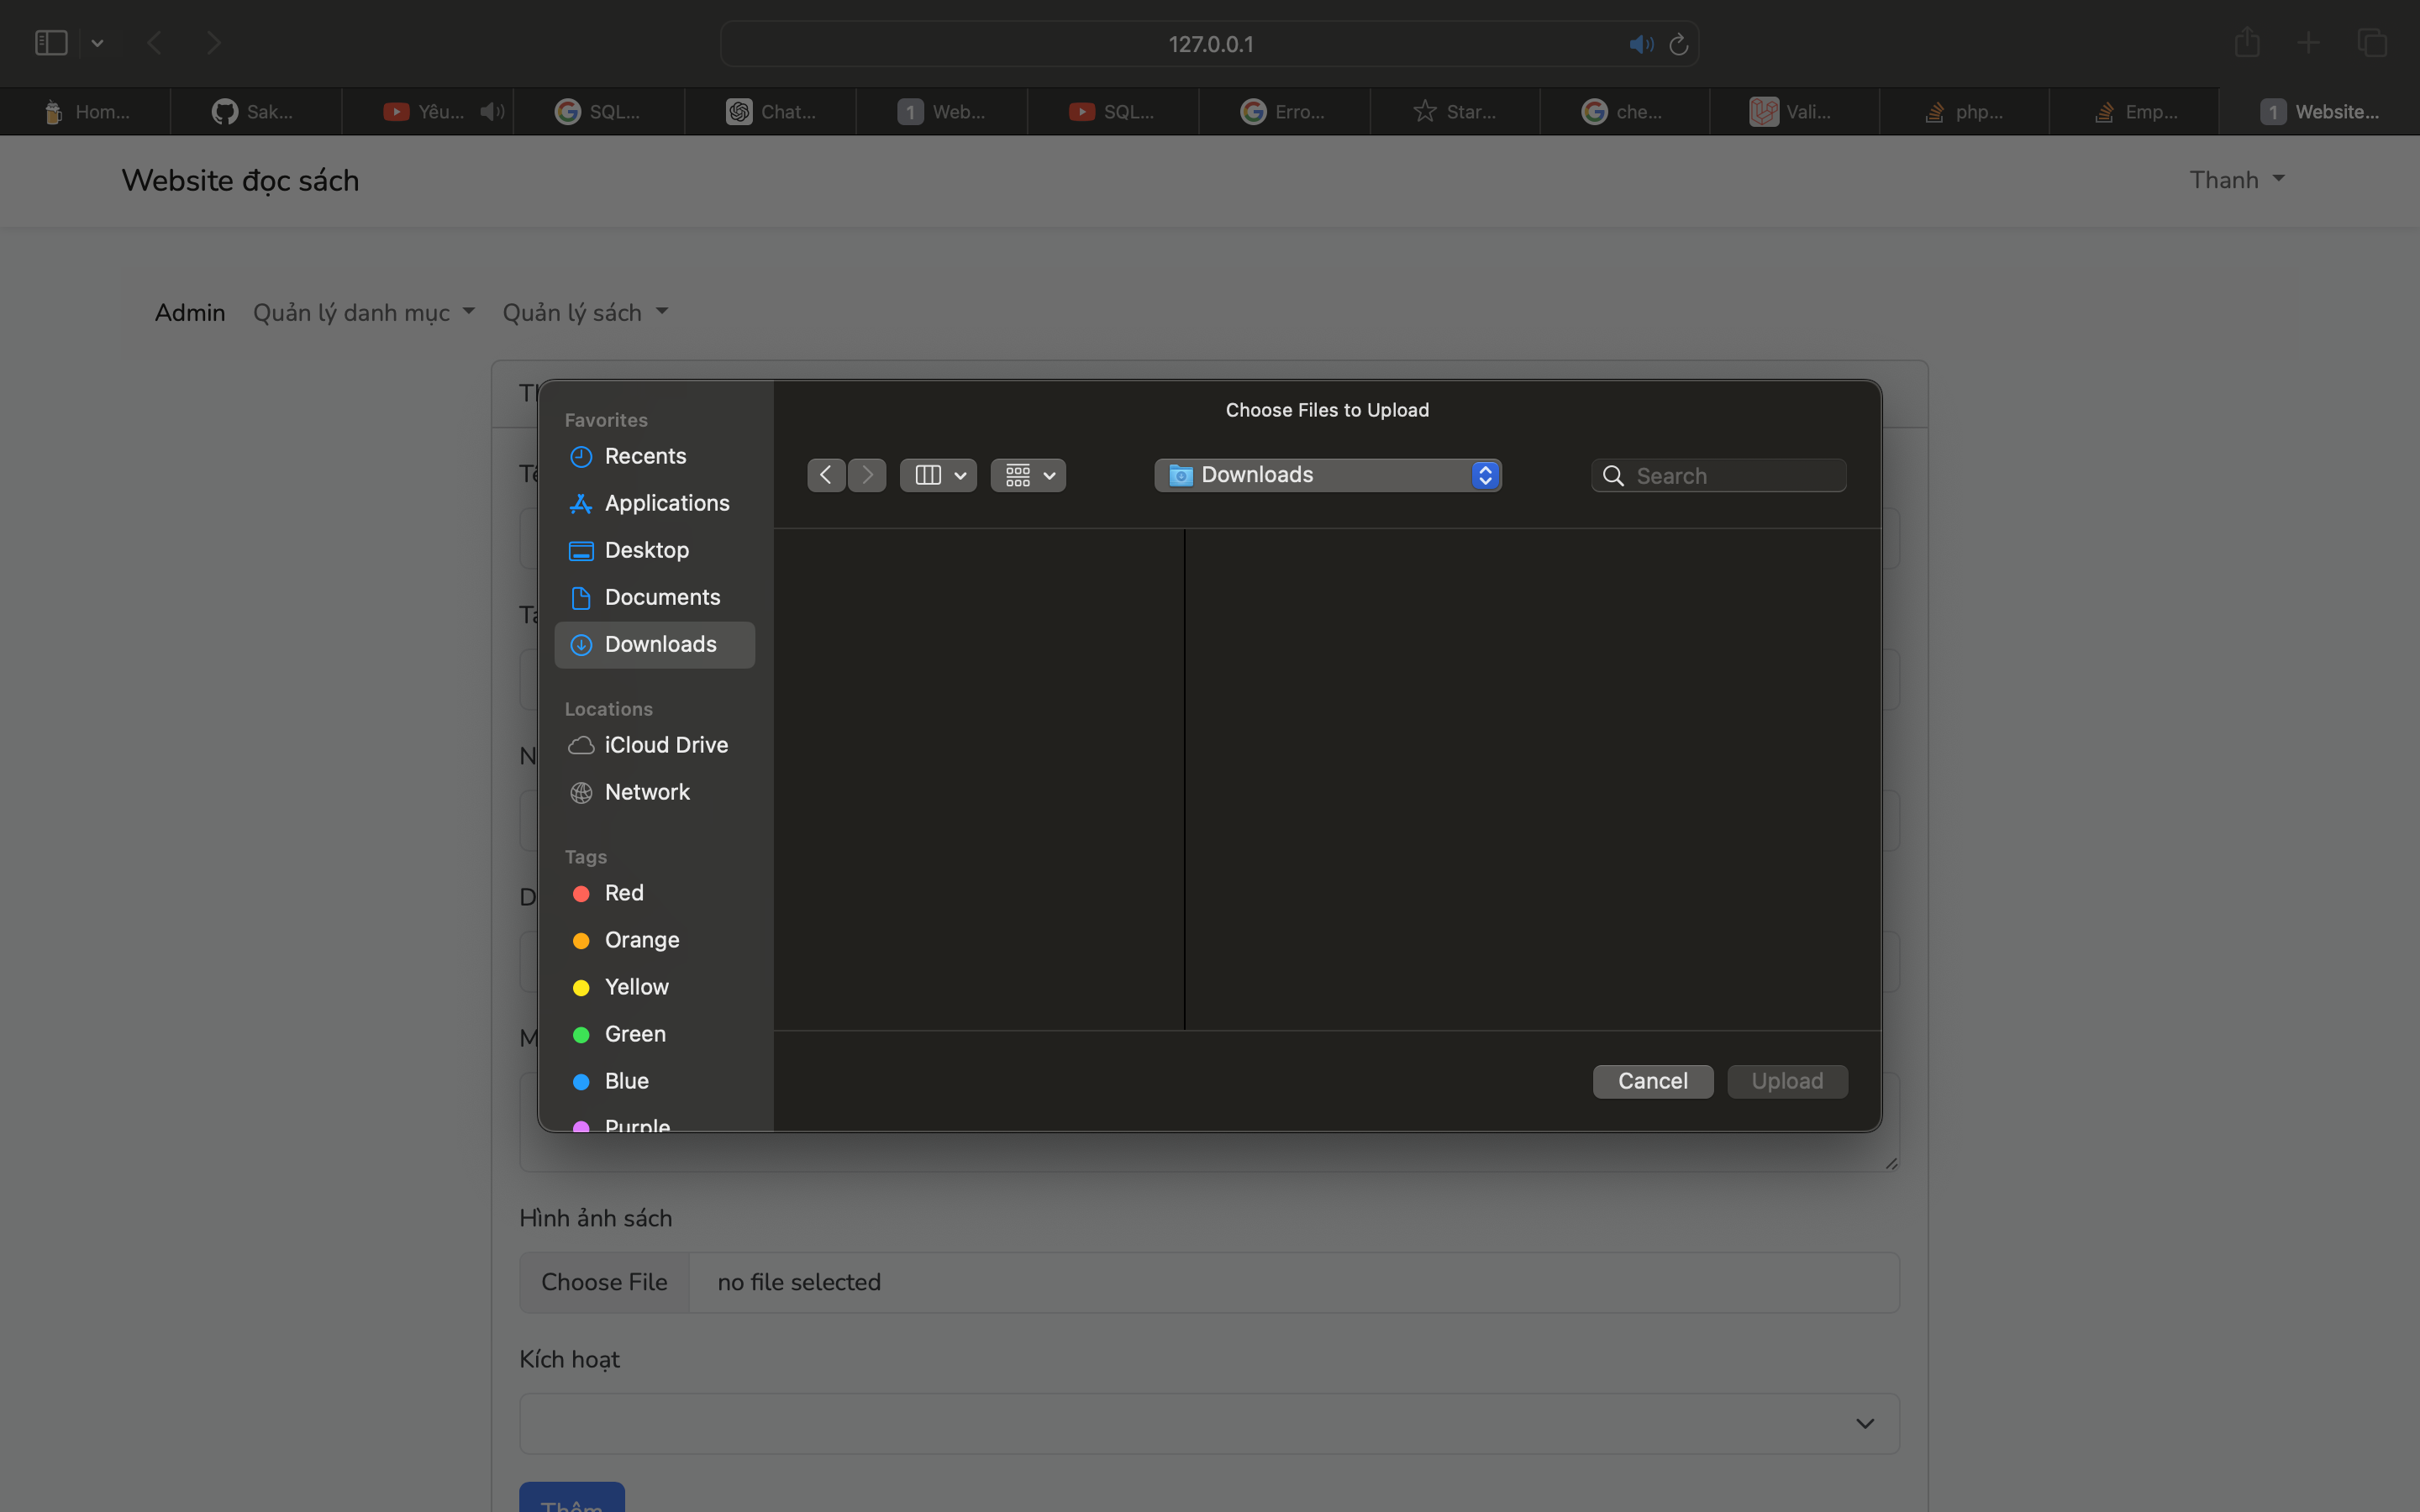 127.0.0.1
Hom...
Sak...
Yêu...
SQL...
Chat...
1 Web...
SQL...
Erro...
Star...
che...
Vali...
php...
Emp...
1 Website...
Website đọc sách
Thanh
Admin
Quản lý danh mục
Quản lý sách
Favorites
Recents
Applications
Desktop
Documents
Downloads
Locations
iCloud Drive
Network
Tags
Red
Orange
Yellow
Green
Blue
Purple
Choose Files to Upload
Downloads
Search
Cancel
Upload
Hình ảnh sách
Choose File
no file selected
Kích hoạt
Thêm